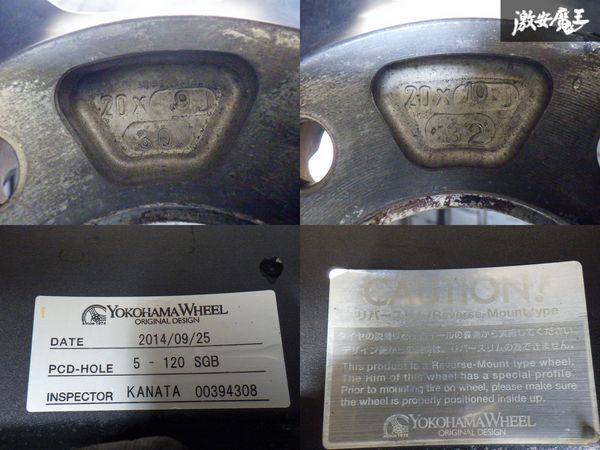 激安魔王
20 x 9 J
30
20 x 10 J
32
YOKOHAMA WHEEL
ORIGINAL DESIGN
since 1974
DATE 2014/09/25
PCD-HOLE 5 - 120 SGB
INSPECTOR KANATA 00394308
CAUTION!
リバースリム/Reverse-Mount type
This product is a Reverse-Mount type wheel.
The Rim of this wheel has a special profile.
Prior to mounting tire on wheel, please make sure
the wheel is properly positioned inside up.
YOKOHAMA WHEEL
ORIGINAL DESIGN